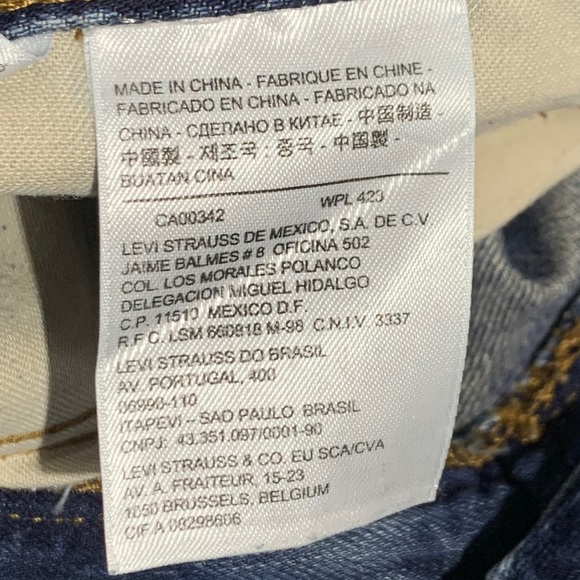 MADE IN CHINA - FABRIQUE EN CHINE -
FABRICADO EN CHINA - FABRICADO NA
CHINA - СДЕЛАНО В КИТАЕ - 中国制造 -
中國製 - 제조국 : 중국 - 中国製 -
BUATAN CINA
CA00342 WPL 423
LEVI STRAUSS DE MEXICO, S.A. DE C.V
JAIME BALMES # 8 OFICINA 502
COL. LOS MORALES POLANCO
DELEGACION MIGUEL HIDALGO
C.P. 11510 MEXICO D.F.
R.F.C. LSM 660818 M-98 C.N.I.V. 3337
LEVI STRAUSS DO BRASIL
AV. PORTUGAL, 400
06690-110
ITAPEVI – SAO PAULO BRASIL
CNPJ: 43.351.097/0001-90
LEVI STRAUSS & CO. EU SCA/CVA
AV. A. FRAITEUR, 15-23
1050 BRUSSELS, BELGIUM
CIF A 08298606